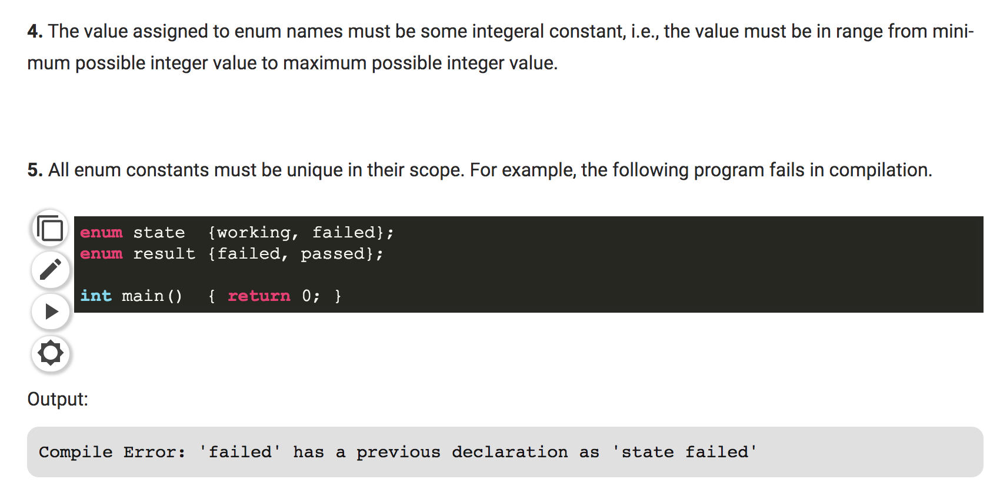 4. The value assigned to enum names must be some integeral constant, i.e., the value must be in range from mini-
mum possible integer value to maximum possible integer value.
5. All enum constants must be unique in their scope. For example, the following program fails in compilation.
enum state  {working, failed};
enum result {failed, passed};
int main()  { return 0; }
Output:
Compile Error: 'failed' has a previous declaration as 'state failed'